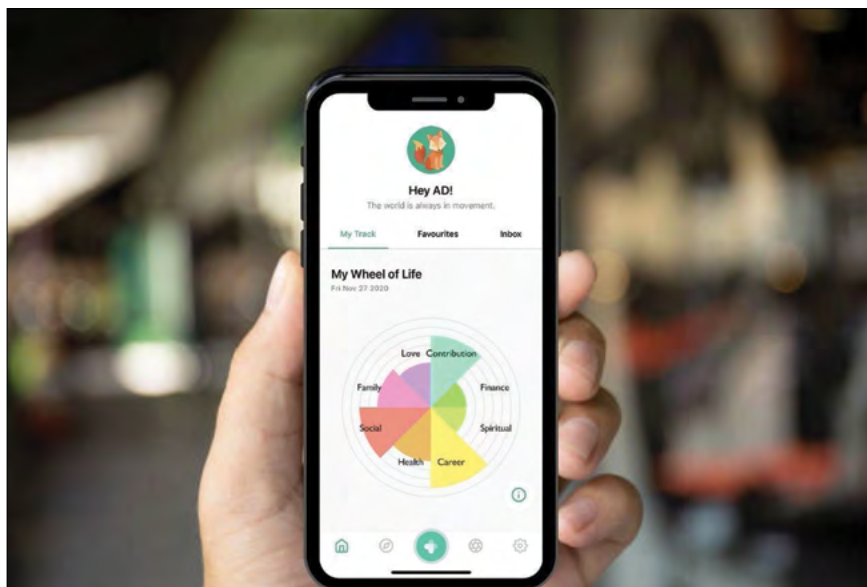 Hey AD!
The world is always in movement.
My Track Favourites Inbox
My Wheel of Life
Fri Nov 27 2020
Love Contribution
Family Finance
Social Spiritual
Health Career